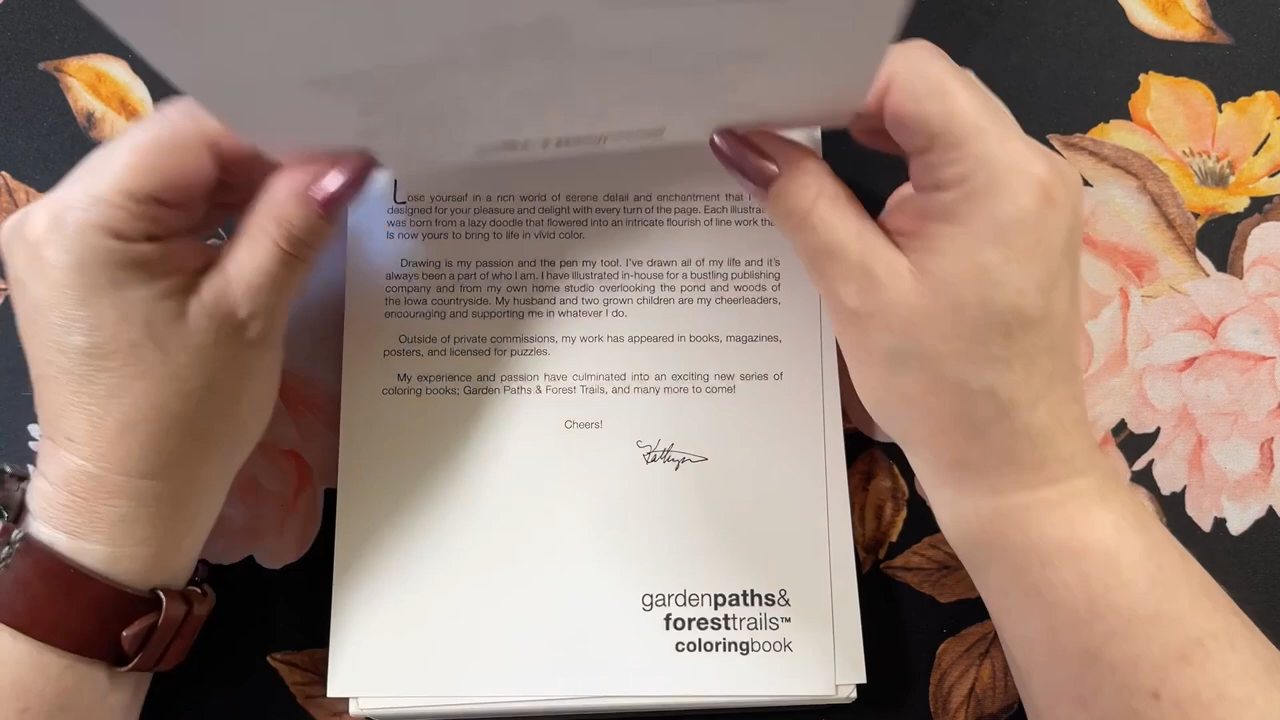 Lose yourself in a rich world of serene detail and enchantment that I
designed for your pleasure and delight with every turn of the page. Each
was born from a lazy doodle that flowered into an intricate flourish of line work
is now yours to bring to life in vivid color.
Drawing is my passion and the pen my tool. I've drawn all of my life and it's
always been a part of who I am. I have illustrated in-house for a bustling publishing
company and from my own home studio overlooking the pond and woods of
the Iowa countryside. My husband and two grown children are my cheerleaders,
encouraging and supporting me in whatever I do.
Outside of private commissions, my work has appeared in books, magazines,
posters, and licensed for puzzles.
My experience and passion have culminated into an exciting new series of
coloring books; Garden Paths & Forest Trails, and many more to come!
Cheers!
Kathryn
gardenpaths&
foresttrails™
coloringbook